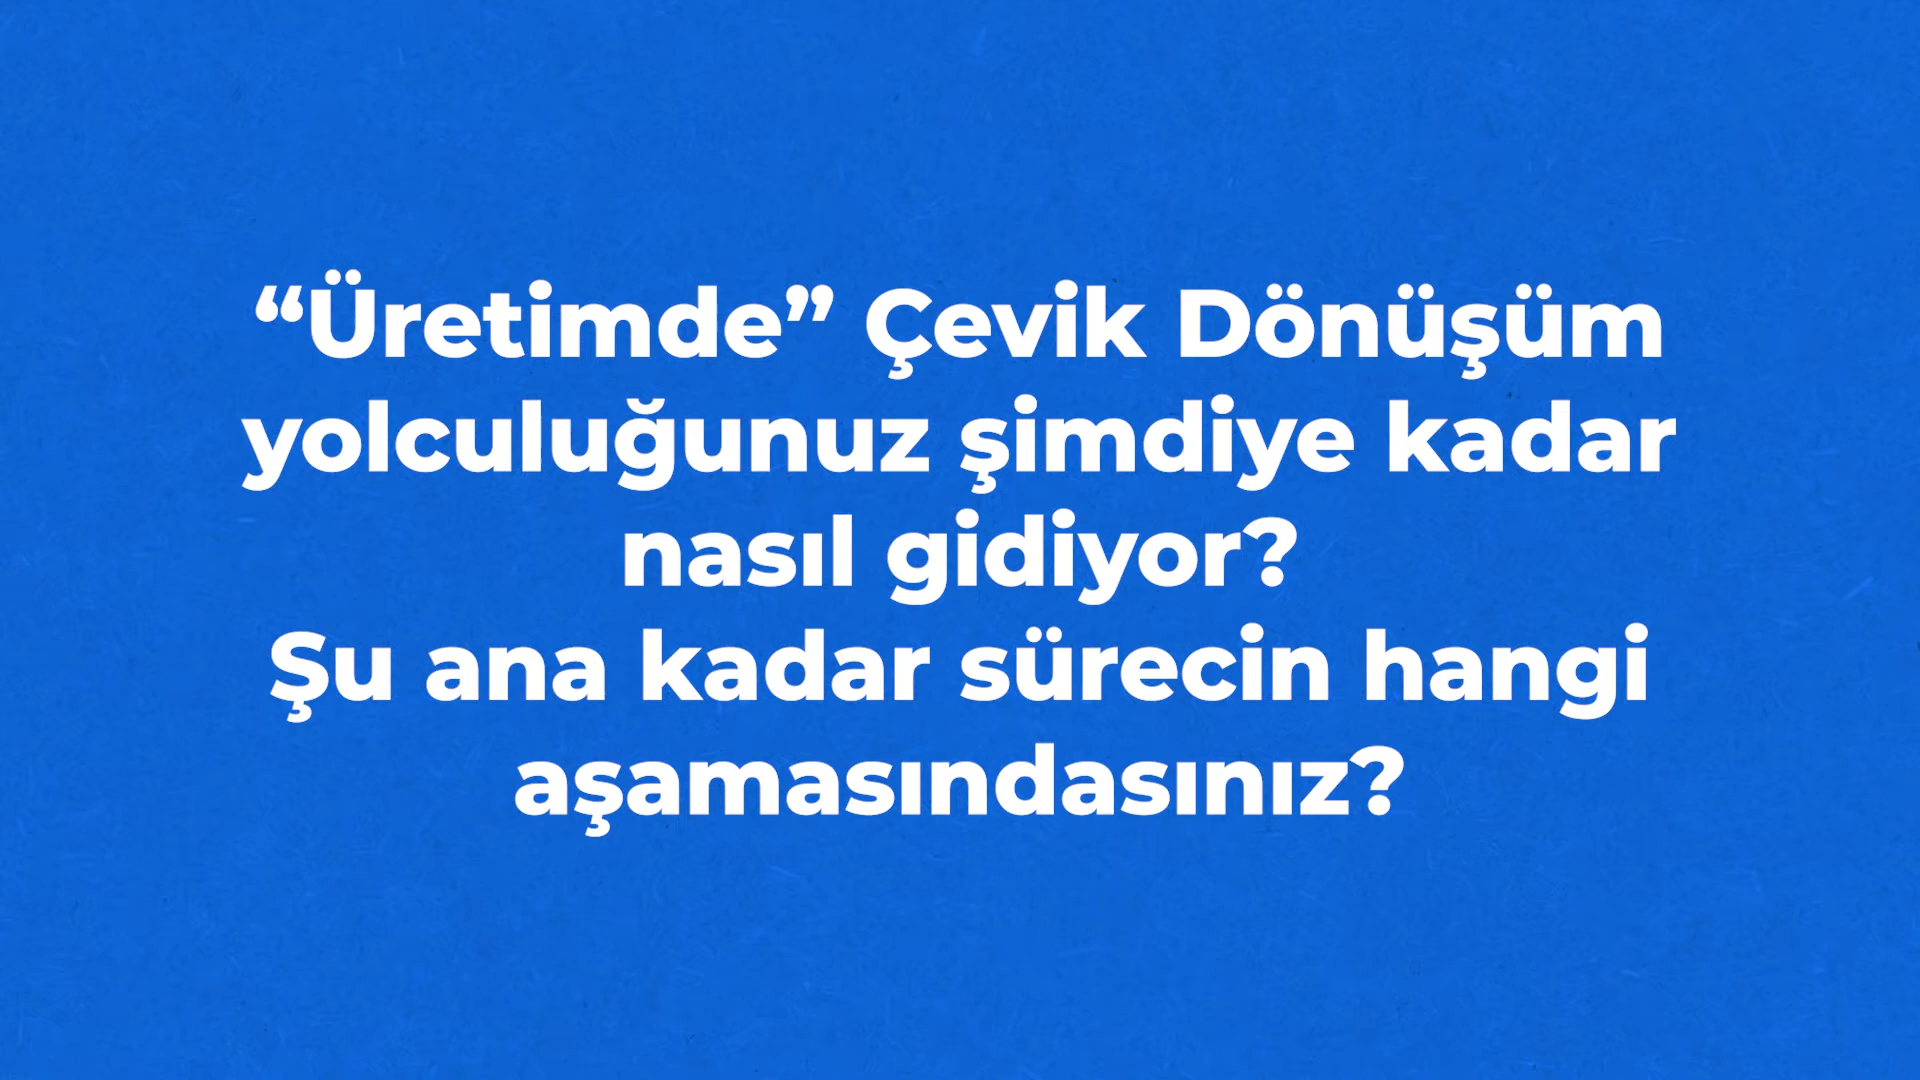 “Üretimde” Çevik Dönüşüm
yolculuğunuz şimdiye kadar
nasıl gidiyor?
Şu ana kadar sürecin hangi
aşamasındasınız?